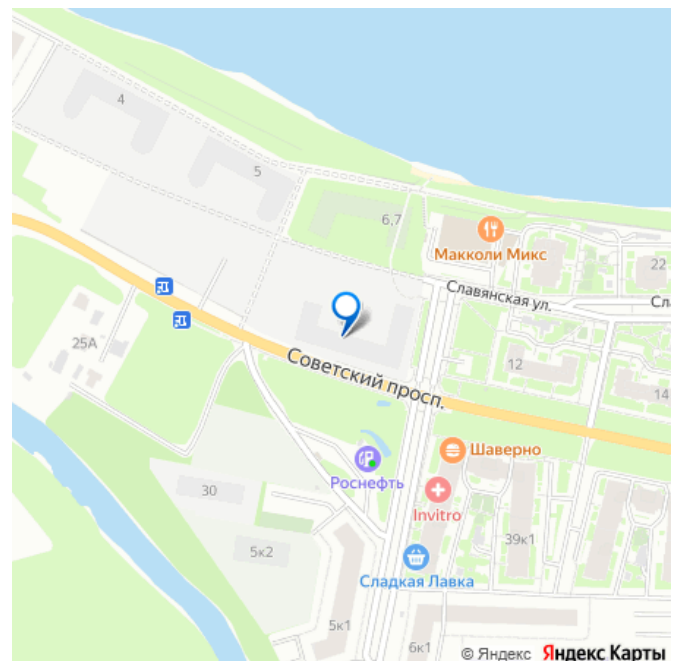 4
5
6,7
Макколи Микс
22
Славянская ул.
Сл
25А
12
Советский просп.
14
Шаверно
Роснефть
30
Invitro
39к1
5к2
Сладкая Лавка
5к1
6к1
© Яндекс Яндекс Карты